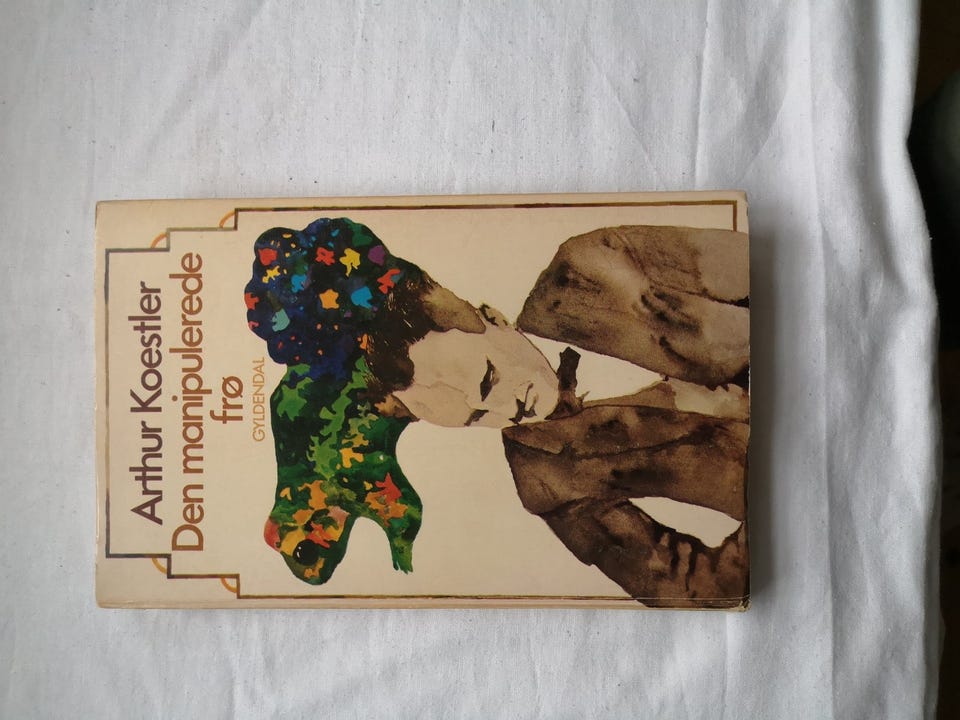 Arthur Koestler
Den manipulerede
frø
GYLDENDAL